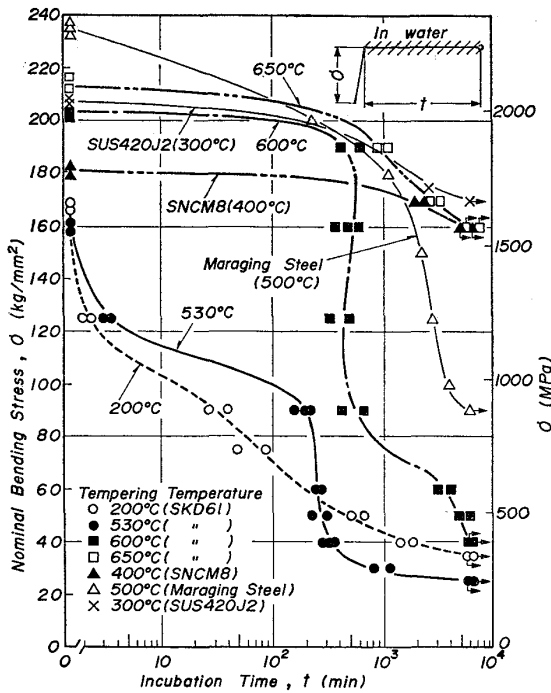 Nominal Bending Stress, σ (kg/mm²)
240
220
200
180
160
140
120
100
80
60
40
20
0
In water
σ
t
650°C
SUS420J2(300°C)
600°C
SNCM8(400°C)
Maraging Steel
(500°C)
530°C
200°C
Tempering Temperature
○ 200°C(SKD61)
● 530°C( " )
■ 600°C( " )
□ 650°C( " )
▲ 400°C(SNCM8)
△ 500°C(Maraging Steel)
× 300°C(SUS420J2)
2000
1500
1000
500
0
σ (MPa)
0 10 10² 10³ 10⁴
Incubation Time, t (min)